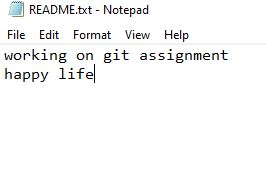 README.txt - Notepad
File Edit Format View Help
working on git assignment
happy life